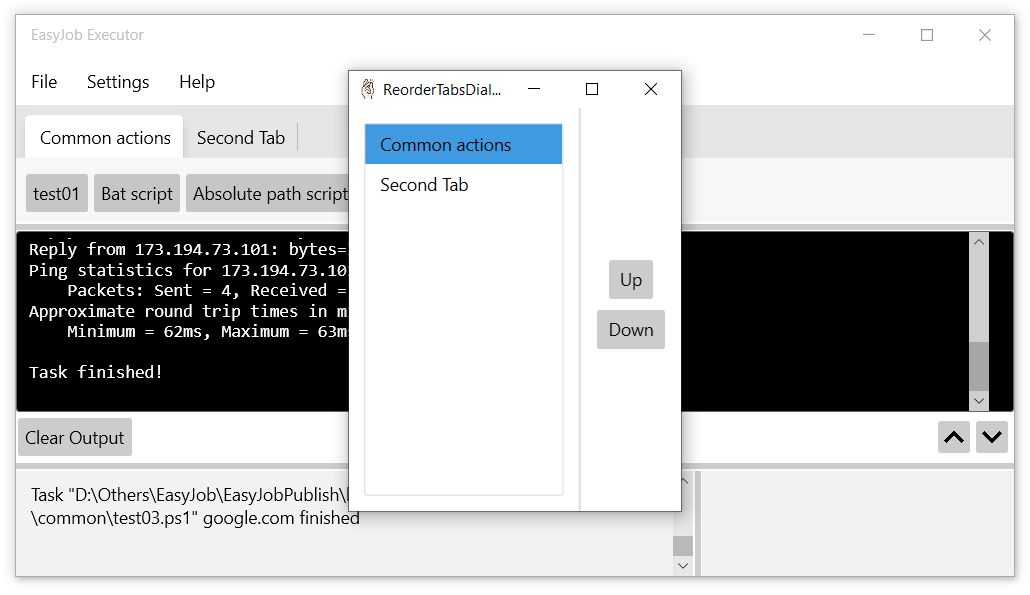 EasyJob Executor
File Settings Help
Common actions Second Tab
test01 Bat script Absolute path script
Reply from 173.194.73.101: bytes=
Ping statistics for 173.194.73.10
Packets: Sent = 4, Received =
Approximate round trip times in m
Minimum = 62ms, Maximum = 63m
Task finished!
Clear Output
Task "D:\Others\EasyJob\EasyJobPublish\
\common\test03.ps1" google.com finished
ReorderTabsDial...
Common actions
Second Tab
Up
Down